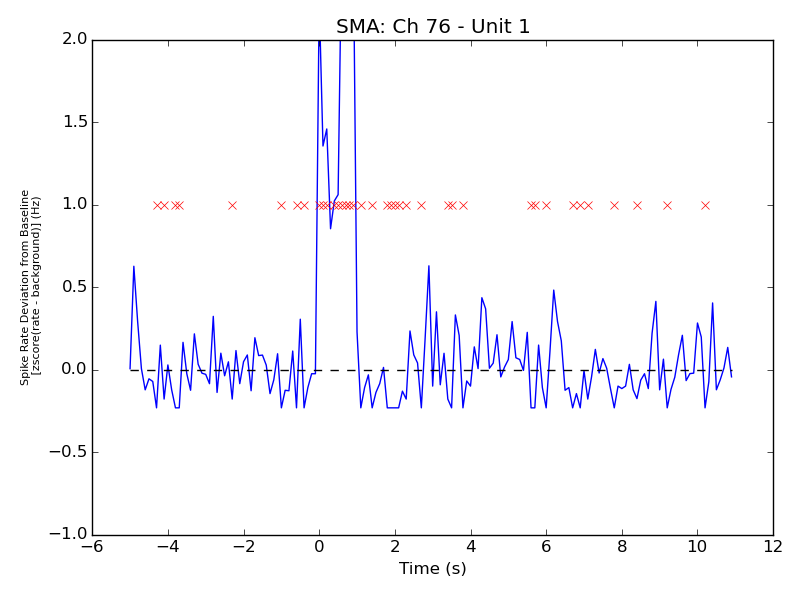 SMA: Ch 76 - Unit 1
2.0
1.5
1.0
0.5
0.0
−0.5
−1.0
Spike Rate Deviation from Baseline
[zscore(rate - background)] (Hz)
−6 −4 −2 0 2 4 6 8 10 12
Time (s)